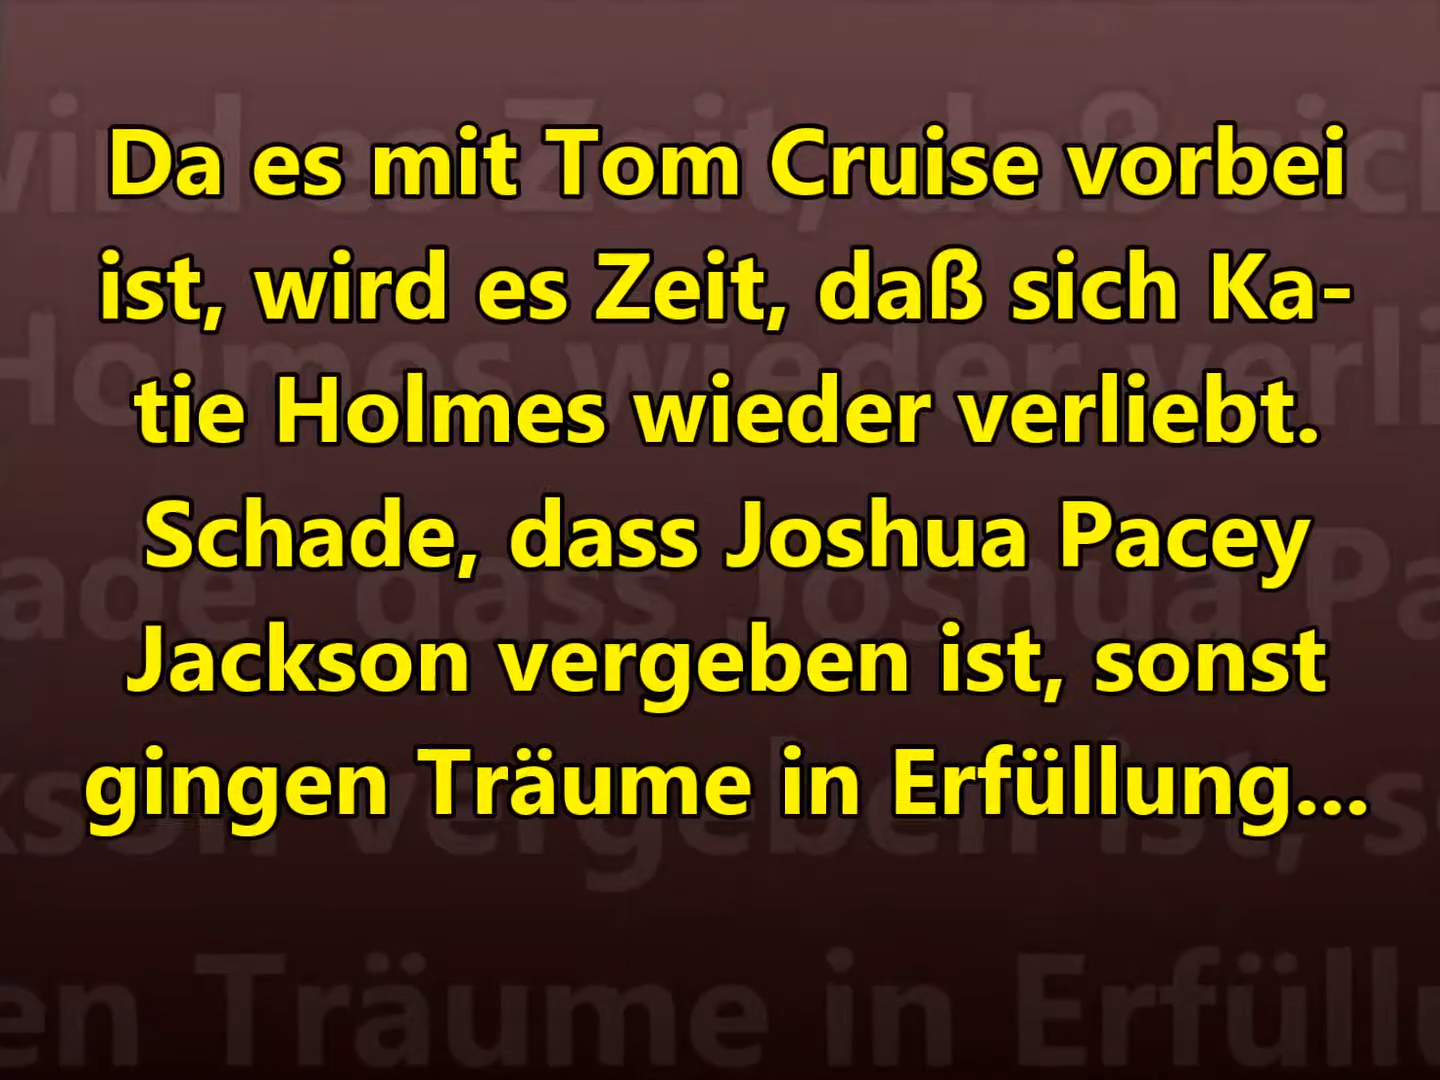 Da es mit Tom Cruise vorbei
ist, wird es Zeit, daß sich Ka-
tie Holmes wieder verliebt.
Schade, dass Joshua Pacey
Jackson vergeben ist, sonst
gingen Träume in Erfüllung...